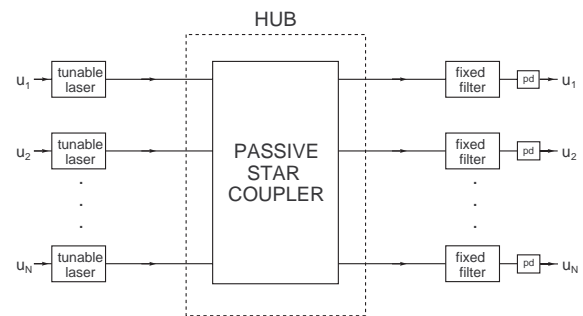 HUB
u1 tunable laser fixed filter pd u1
u2 tunable laser PASSIVE STAR COUPLER fixed filter pd u2
uN tunable laser fixed filter pd uN